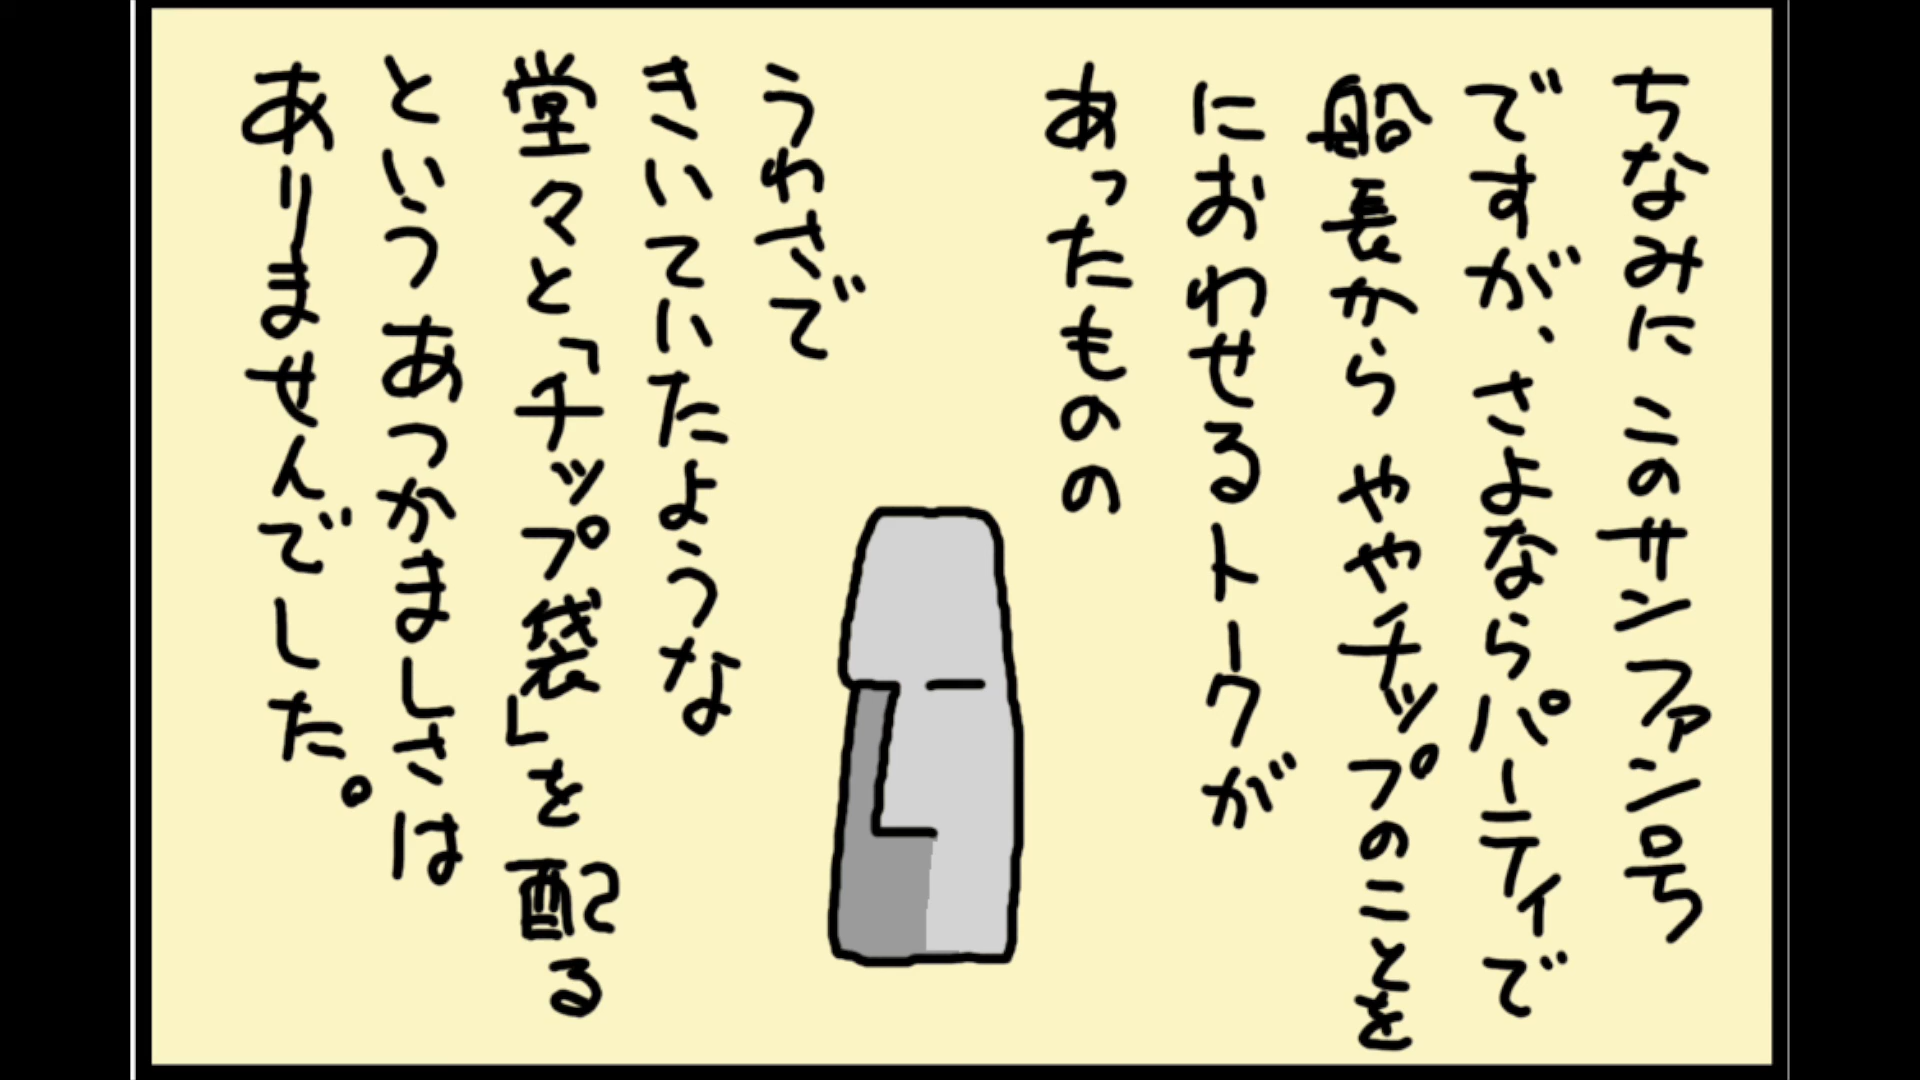 ちなみにこのサンファン号
ですが、さよならパーティで
船長からややチップのことを
におわせるトークが
あったものの
うわさで
きいていたような
堂々と「チップ袋」を配る
というあつかましさは
あーりませんでした。